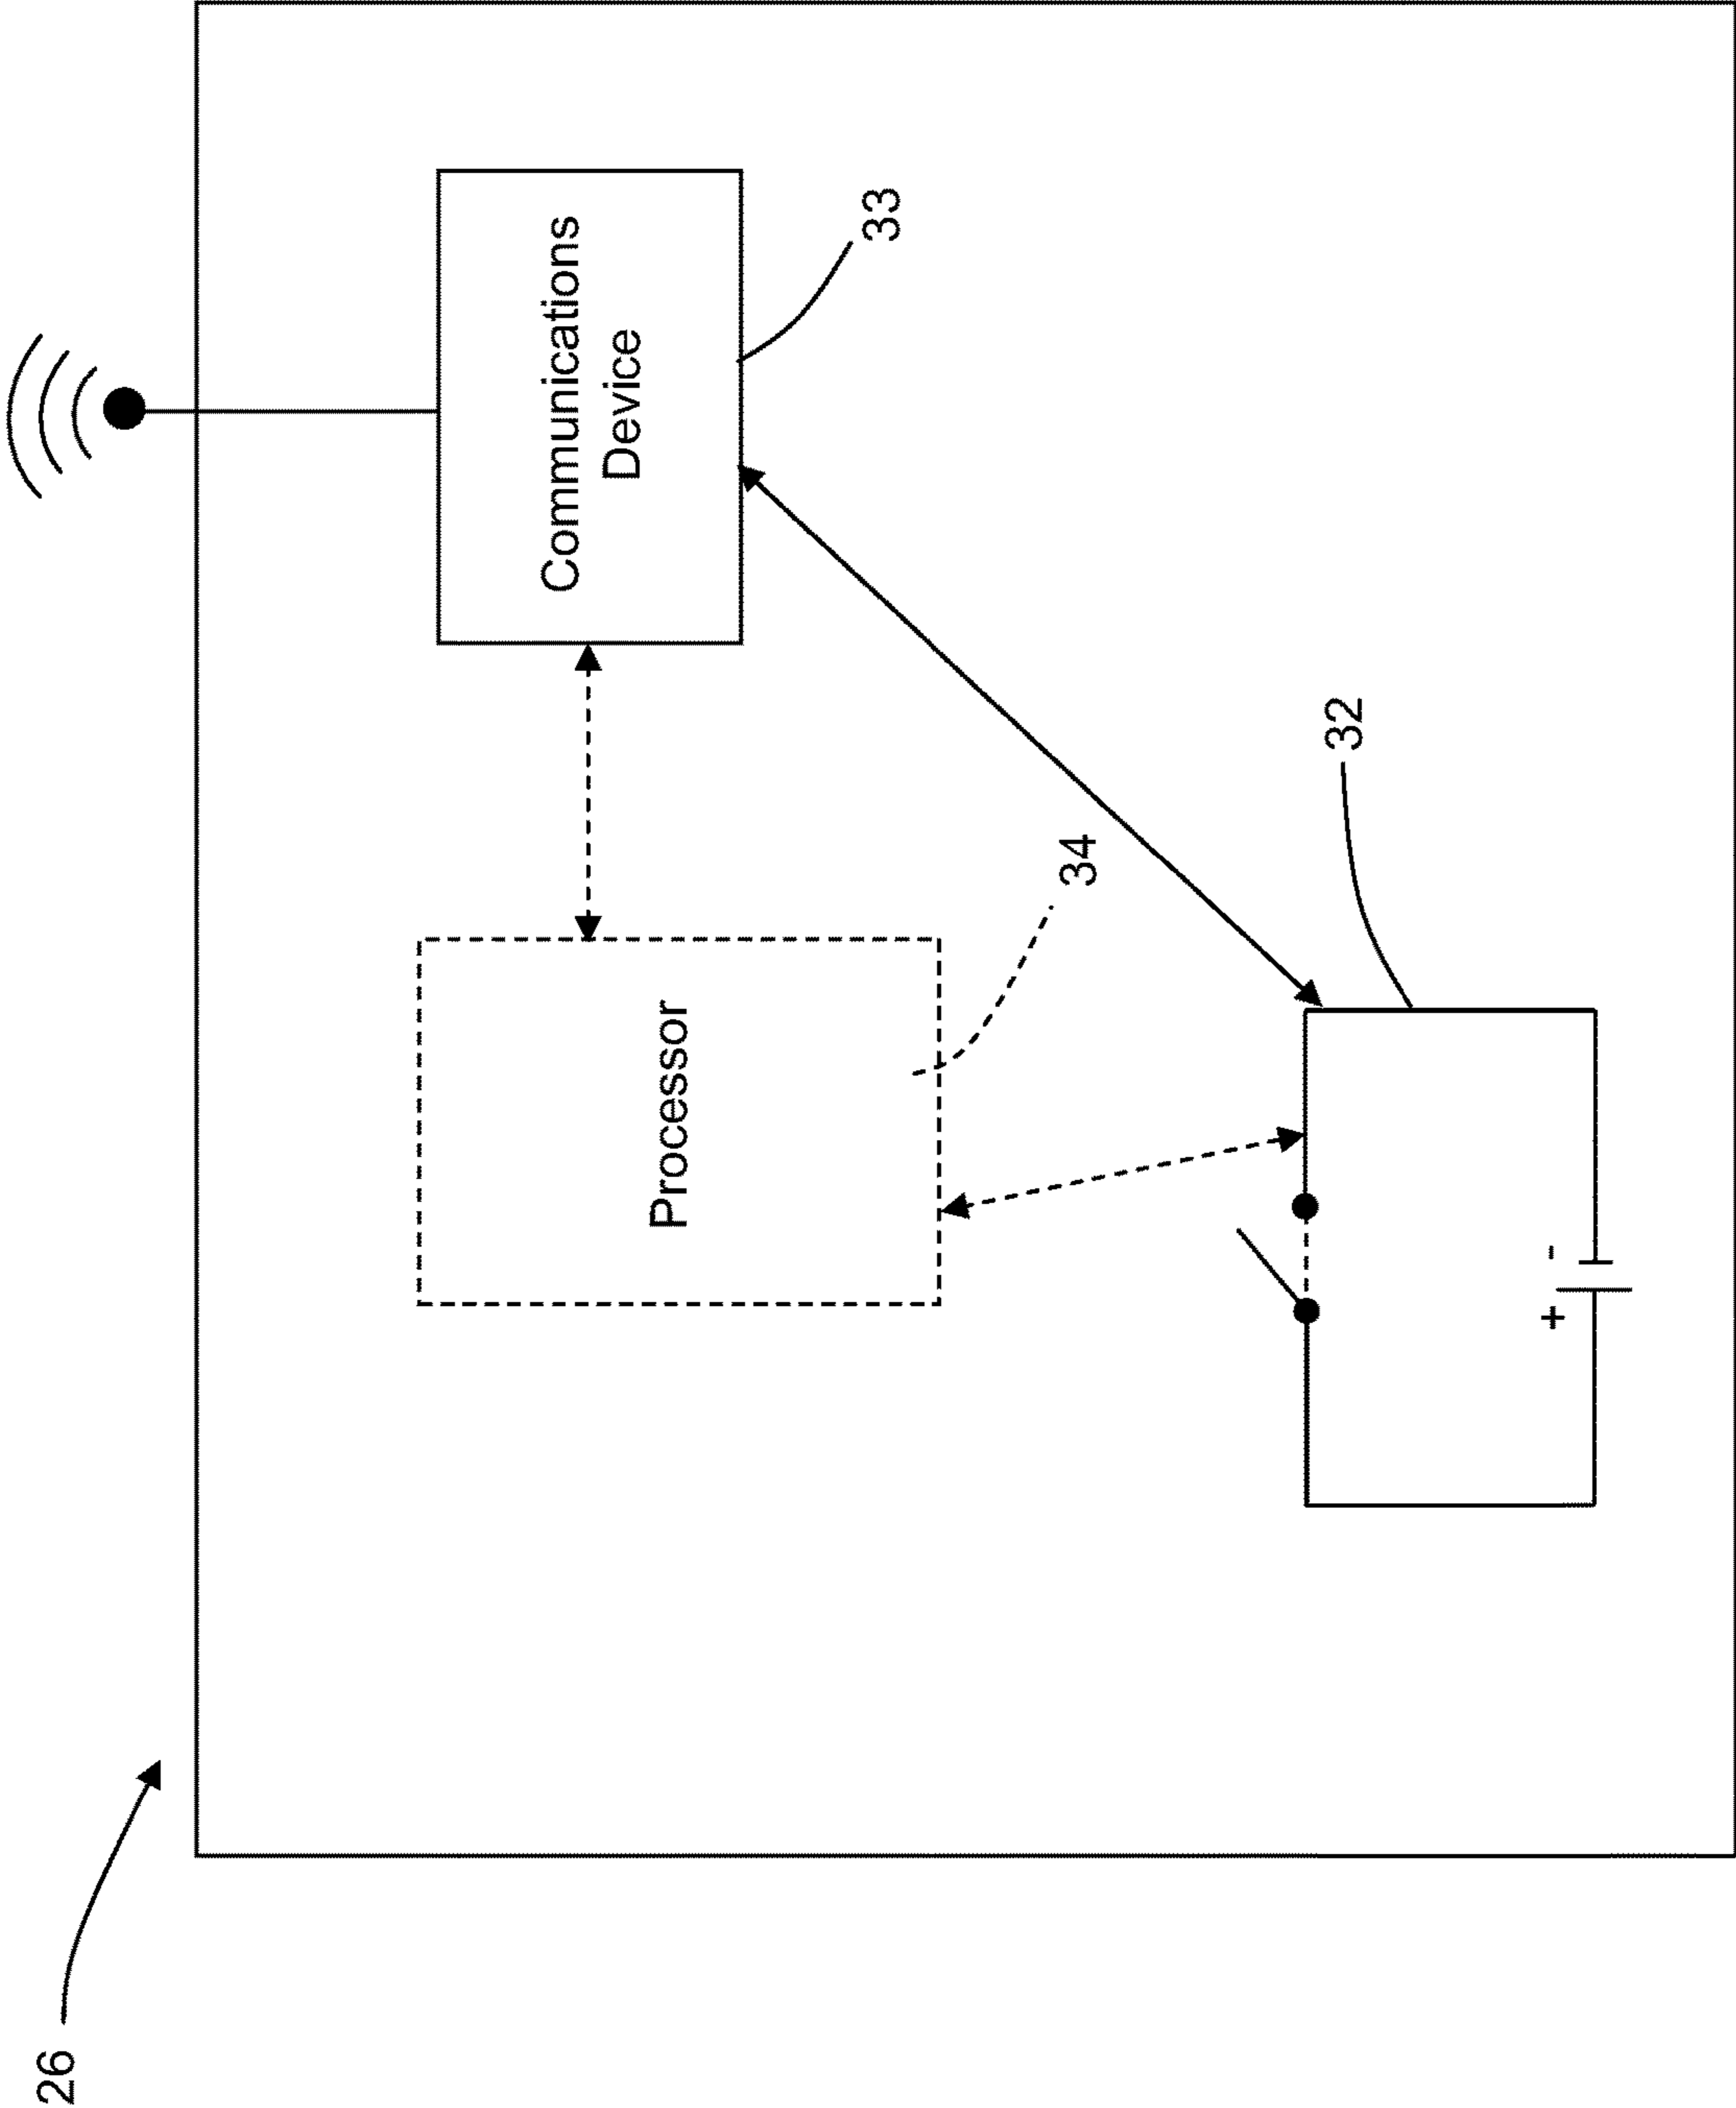 26
Processor
34
Communications
Device
33
32
+ -